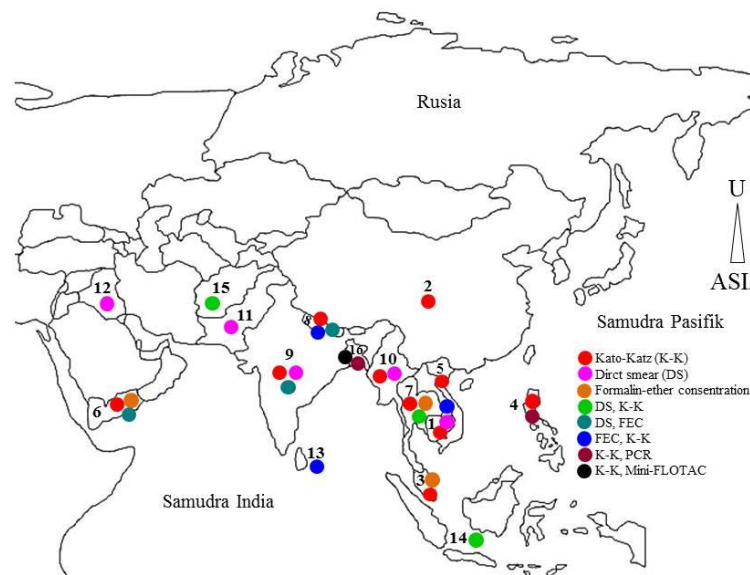 Rusia
U
ASIA
2
12
15
11
Samudra Pasifik
8
16
10
9
5
7
6
4
1
13
3
Samudra India
14
Kato-Katz (K-K)
Dirct smear (DS)
Formalin-ether consentration
DS, K-K
DS, FEC
FEC, K-K
K-K, PCR
K-K, Mini-FLOTAC